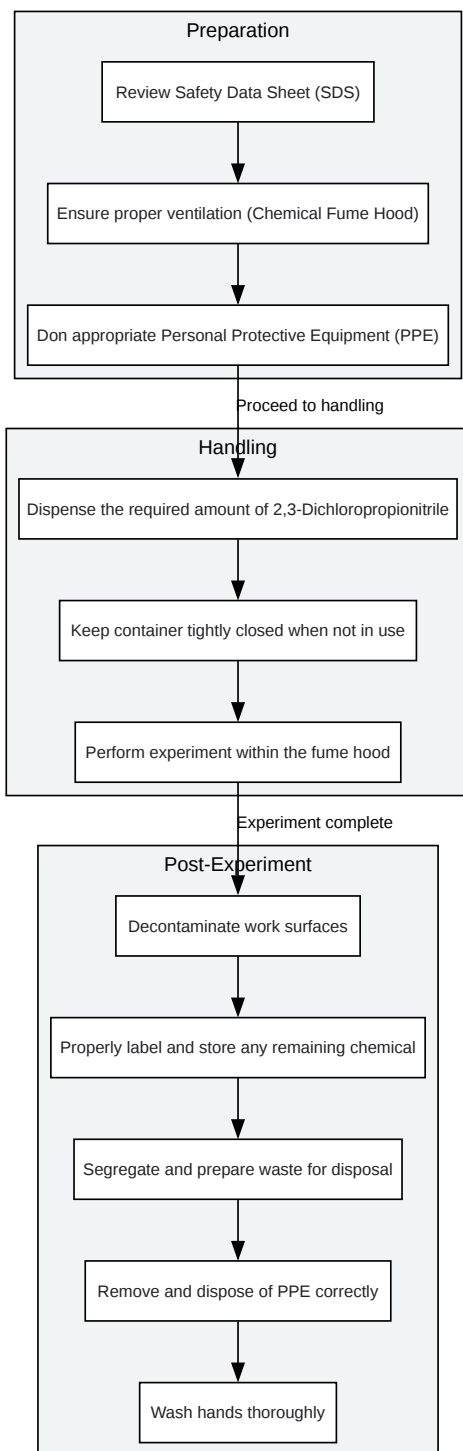 Preparation
Review Safety Data Sheet (SDS)
Ensure proper ventilation (Chemical Fume Hood)
Don appropriate Personal Protective Equipment (PPE)
Proceed to handling
Handling
Dispense the required amount of 2,3-Dichloropropionitrile
Keep container tightly closed when not in use
Perform experiment within the fume hood
Experiment complete
Post-Experiment
Decontaminate work surfaces
Properly label and store any remaining chemical
Segregate and prepare waste for disposal
Remove and dispose of PPE correctly
Wash hands thoroughly